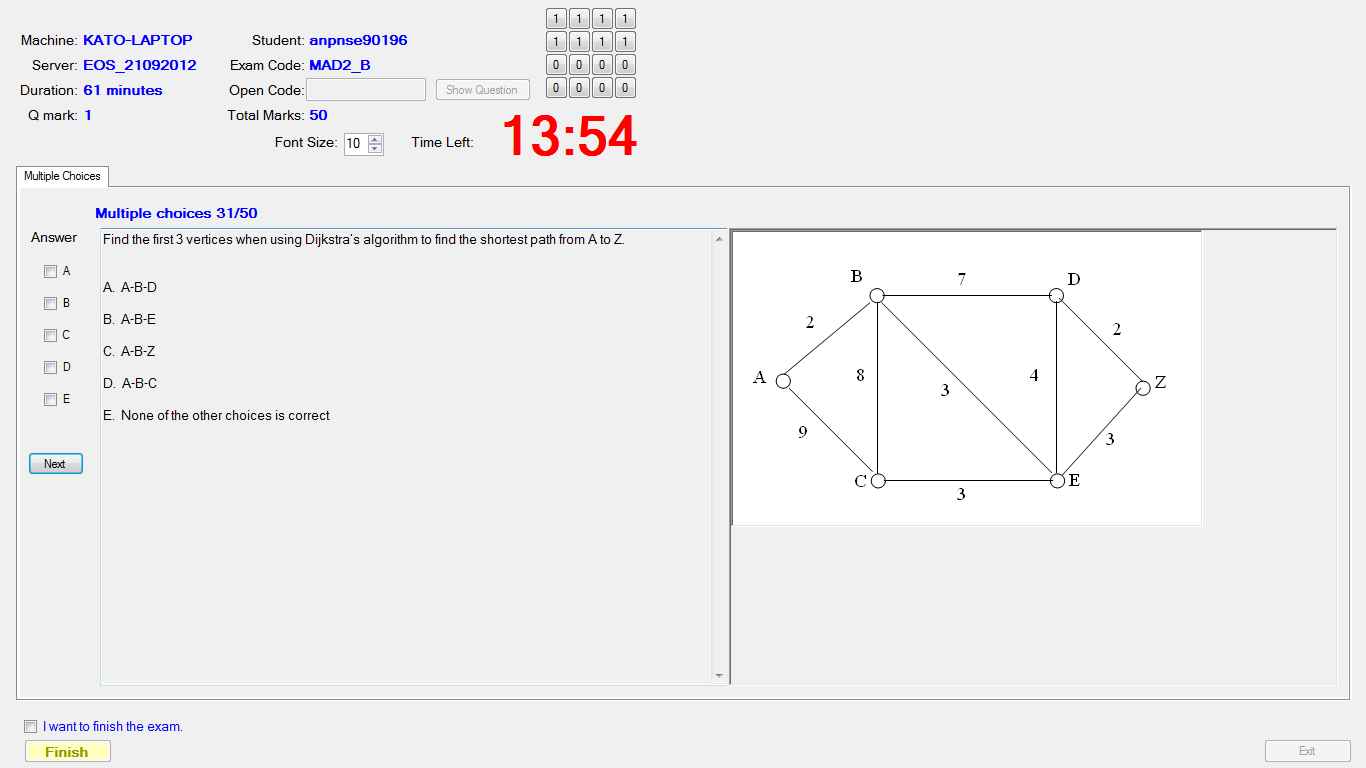 Machine: KATO-LAPTOP Student: anpnse90196
Server: EOS_21092012 Exam Code: MAD2_B
Duration: 61 minutes Open Code: Show Question
Q mark: 1 Total Marks: 50
Font Size: 10 Time Left: 13:54
1 1 1 1
1 1 1 1
0 0 0 0
0 0 0 0
Multiple Choices
Multiple choices 31/50
Answer
A
B
C
D
E
Next
Find the first 3 vertices when using Dijkstra's algorithm to find the shortest path from A to Z.
A. A-B-D
B. A-B-E
C. A-B-Z
D. A-B-C
E. None of the other choices is correct
B 7 D
2 2
A 8 3 4 Z
9 3
C 3 E
I want to finish the exam.
Finish
Exit